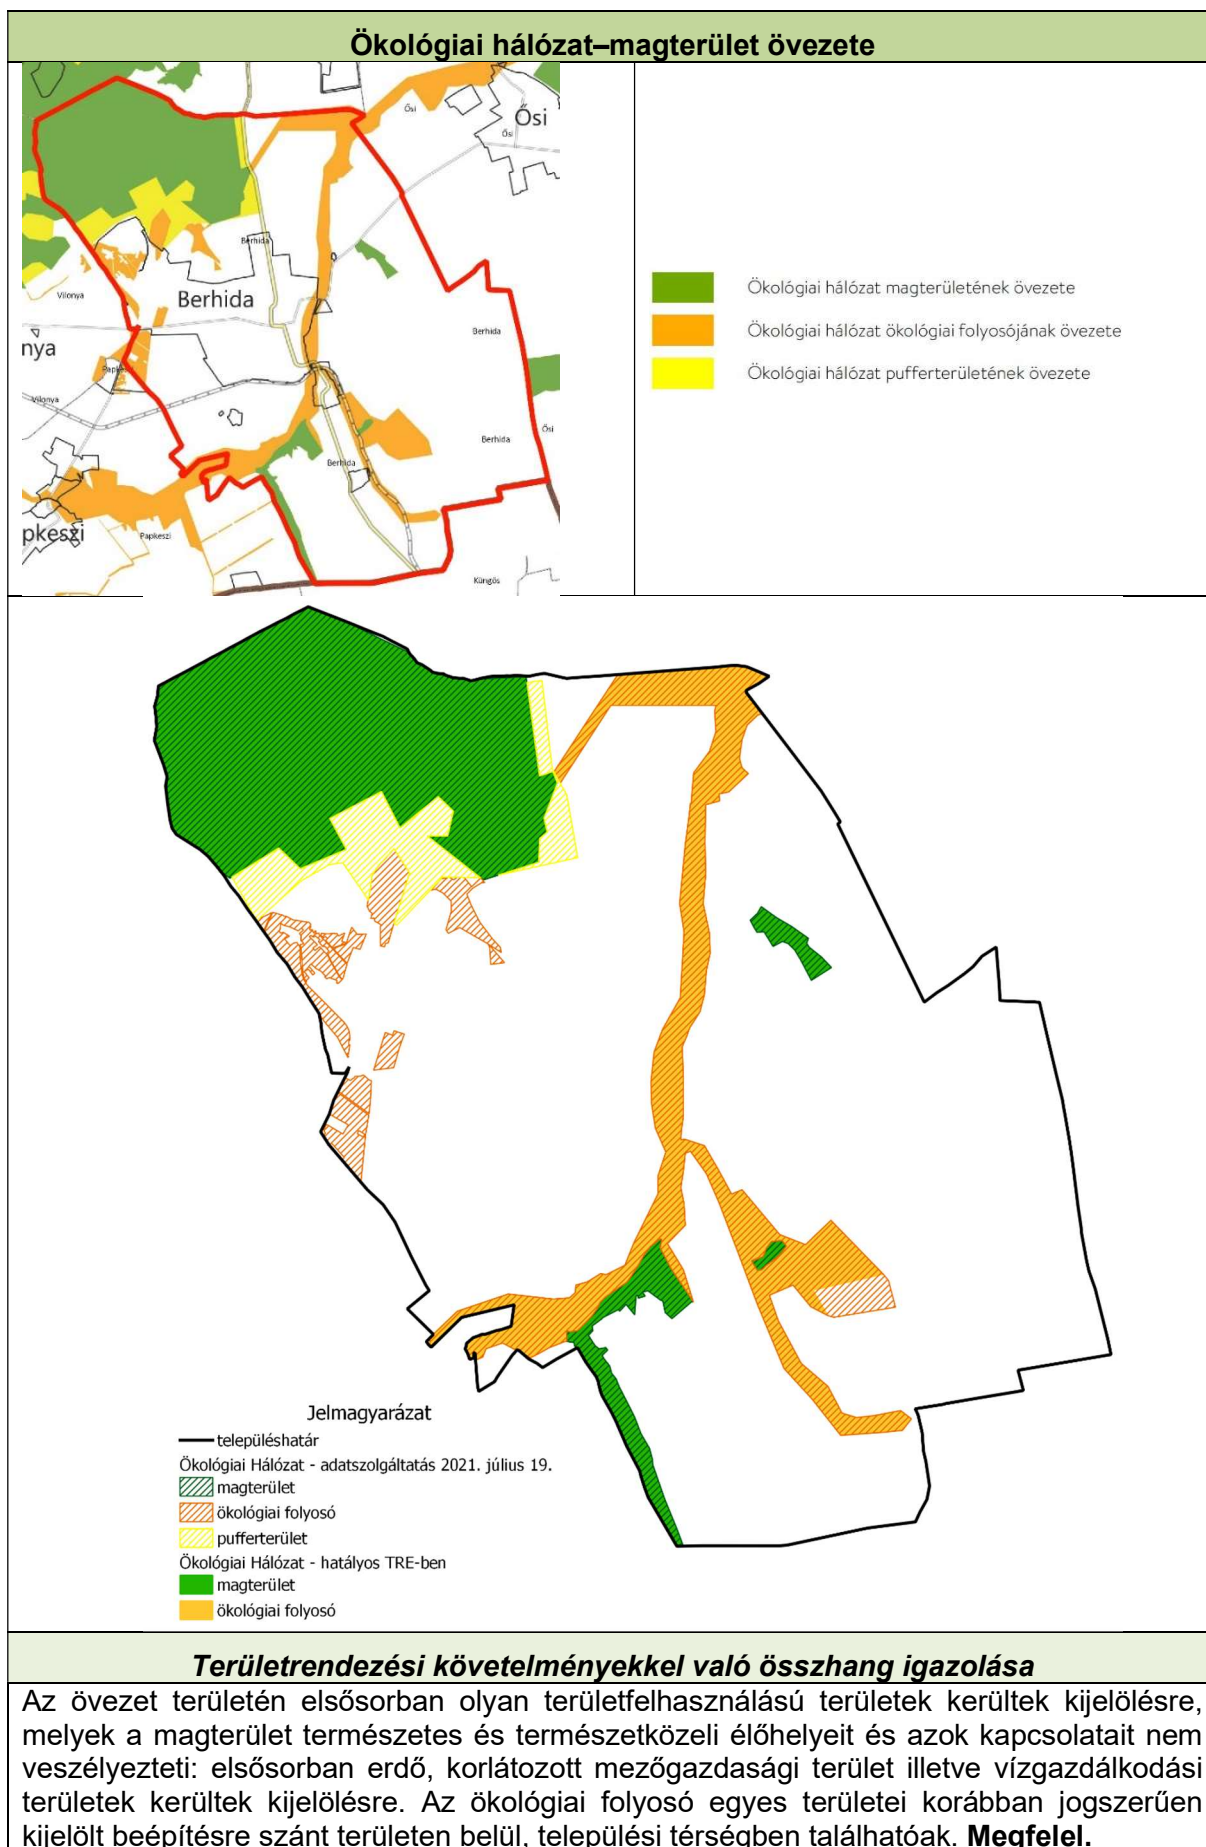 Ökológiai hálózat–magterület övezete
Ősi
Ősi
Ősi
Berhida
Vilonya
Berhida
Berhida
nya
Papkeszi
Vilonya
Ősi
Berhida
Berhida
pkeszi
Papkeszi
Küngös
Ökológiai hálózat magterületének övezete
Ökológiai hálózat ökológiai folyosójának övezete
Ökológiai hálózat pufferterületének övezete
Jelmagyarázat
településhatár
Ökológiai Hálózat - adatszolgáltatás 2021. július 19.
magterület
ökológiai folyosó
pufferterület
Ökológiai Hálózat - hatályos TRE-ben
magterület
ökológiai folyosó
Területrendezési követelményekkel való összhang igazolása
Az övezet területén elsősorban olyan területfelhasználású területek kerültek kijelölésre,
melyek a magterület természetes és természetközeli élőhelyeit és azok kapcsolatait nem
veszélyezteti: elsősorban erdő, korlátozott mezőgazdasági terület illetve vízgazdálkodási
területek kerültek kijelölésre. Az ökológiai folyosó egyes területei korábban jogszerűen
kijelölt beépítésre szánt területen belül, települési térségben találhatóak. Megfelel.